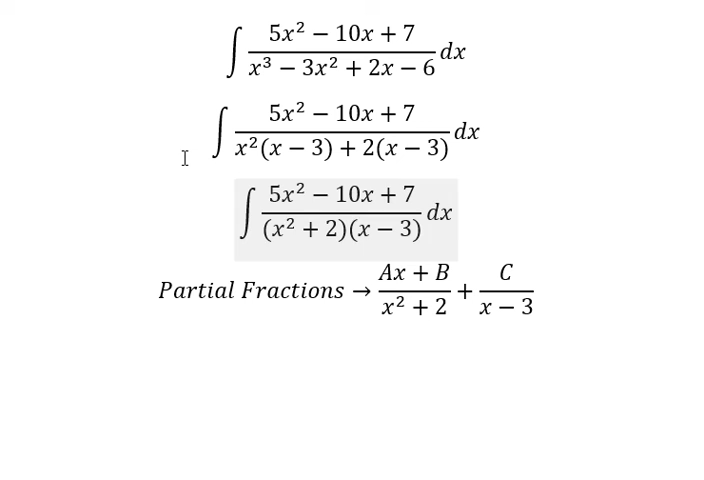 ∫ (5x² − 10x + 7)/(x³ − 3x² + 2x − 6) dx
∫ (5x² − 10x + 7)/(x²(x − 3) + 2(x − 3)) dx
∫ (5x² − 10x + 7)/((x² + 2)(x − 3)) dx
Partial Fractions → (Ax + B)/(x² + 2) + C/(x − 3)